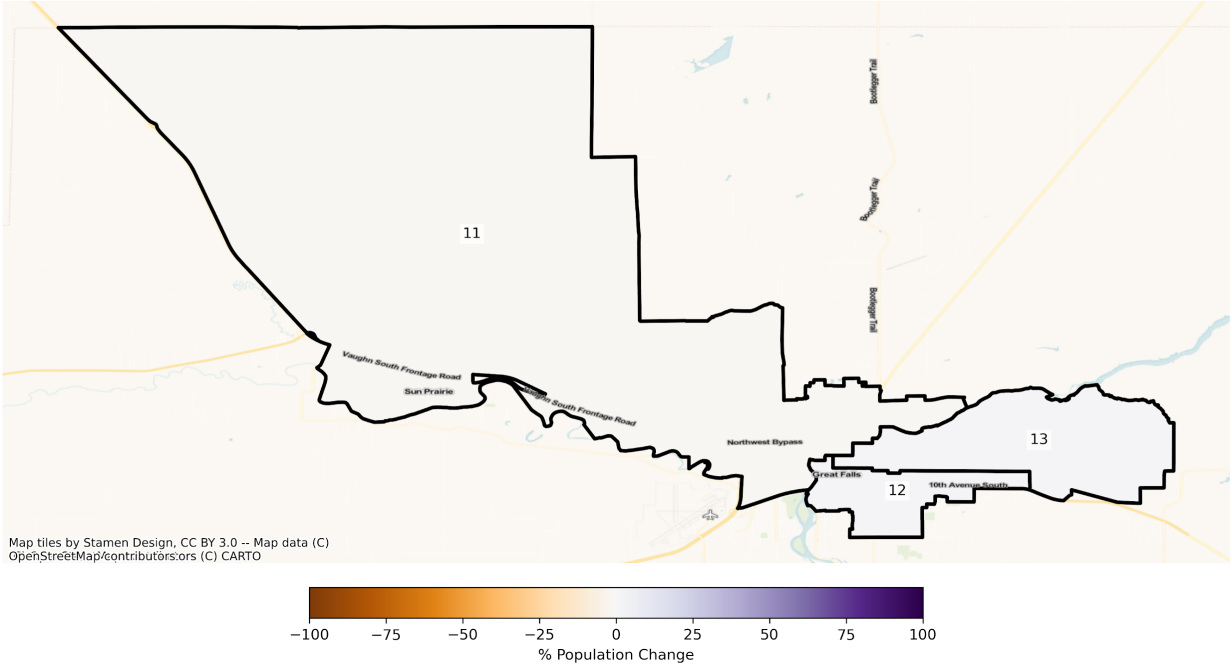 Bootlegger Trail
Bootlegger Trail
11
Bootlegger Trail
Vaughn South Frontage Road
Sun Prairie
Vaughn South Frontage Road
Northwest Bypass
13
Great Falls
12
10th Avenue South
Map tiles by Stamen Design, CC BY 3.0 -- Map data (C)
OpenStreetMap contributors (C) CARTO
−100
−75
−50
−25
0
25
50
75
100
% Population Change